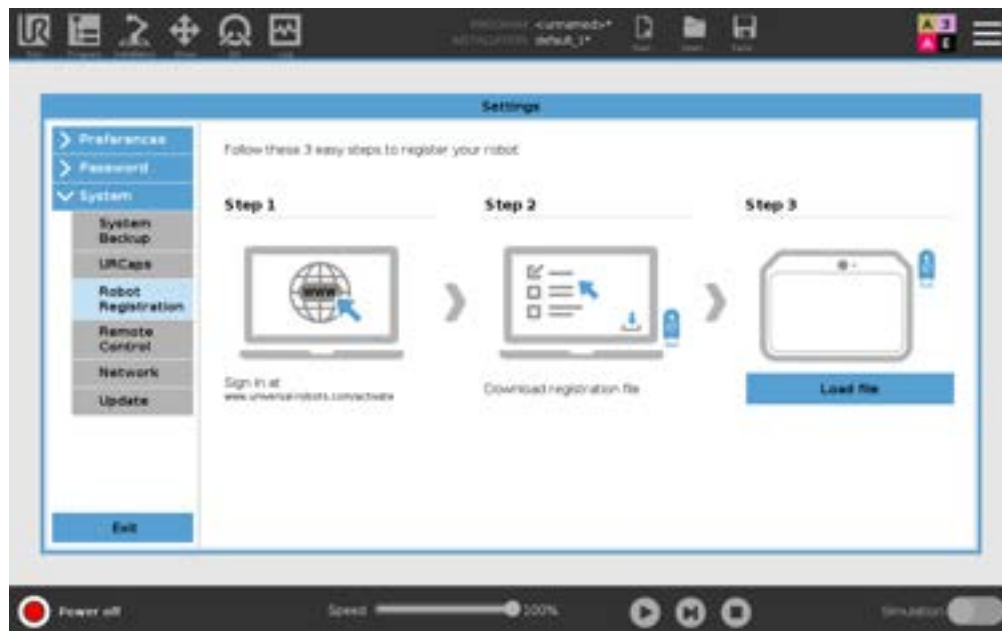 PROGRAM <unnamed>*
INSTALLATION default_1*
A 3
A E
Settings
Preferences
Password
System
System
Backup
URCaps
Robot
Registration
Remote
Control
Network
Update
Exit
Follow these 3 easy steps to register your robot
Step 1
Step 2
Step 3
www
Sign in at
www.universal-robots.com/activate
Download registration file
Load file
Power off
Speed
100%
Simulation